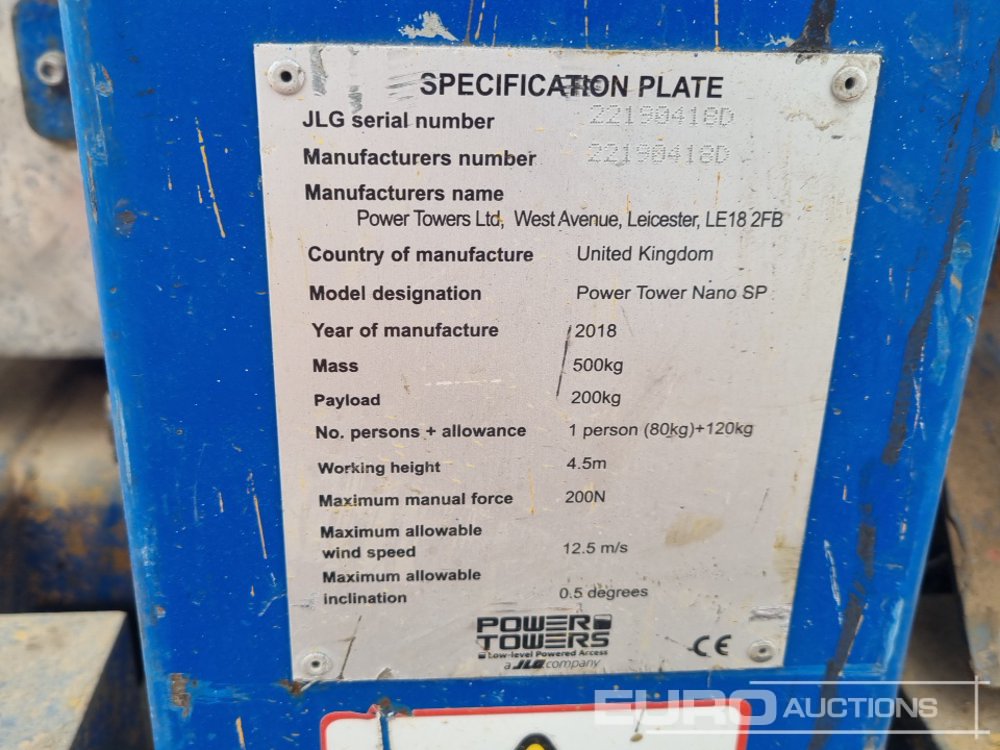 SPECIFICATION PLATE
JLG serial number 22190418D
Manufacturers number 22190418D
Manufacturers name
Power Towers Ltd, West Avenue, Leicester, LE18 2FB
Country of manufacture United Kingdom
Model designation Power Tower Nano SP
Year of manufacture 2018
Mass 500kg
Payload 200kg
No. persons + allowance 1 person (80kg)+120kg
Working height 4.5m
Maximum manual force 200N
Maximum allowable
wind speed 12.5 m/s
Maximum allowable
inclination 0.5 degrees
POWER
TOWERS
Low-level Powered Access
a JLG company
CE
EURO AUCTIONS